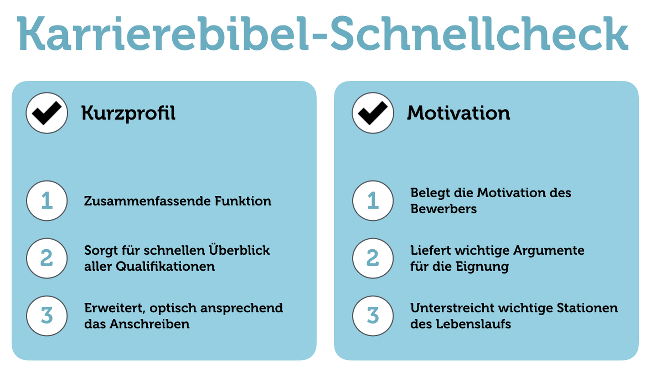 Karrierebibel-Schnellcheck
Kurzprofil
1
Zusammenfassende Funktion
2
Sorgt für schnellen Überblick
aller Qualifikationen
3
Erweitert, optisch ansprechend
das Anschreiben
Motivation
1
Belegt die Motivation des
Bewerbers
2
Liefert wichtige Argumente
für die Eignung
3
Unterstreicht wichtige Stationen
des Lebenslaufs